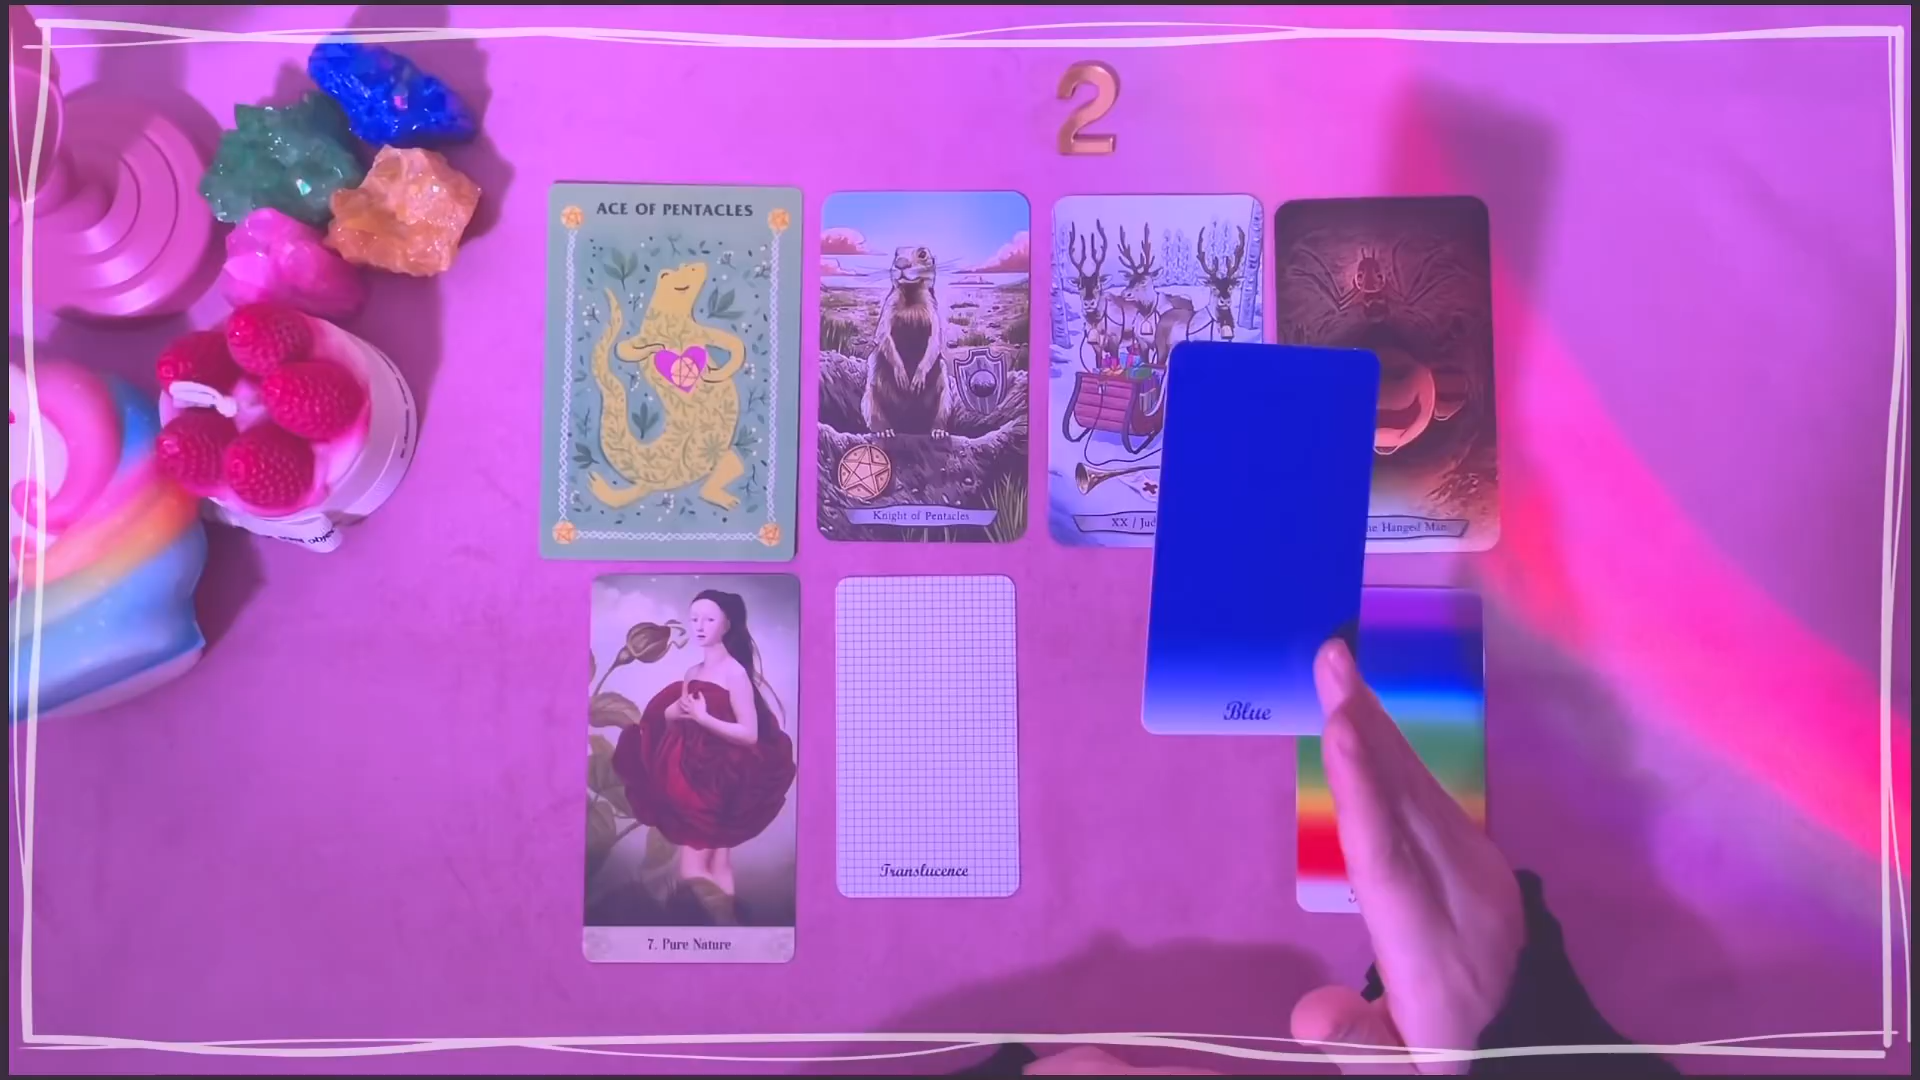 2
ACE OF PENTACLES
Knight of Pentacles
XX / Jud
he Hanged Man
Blue
Translucence
7. Pure Nature